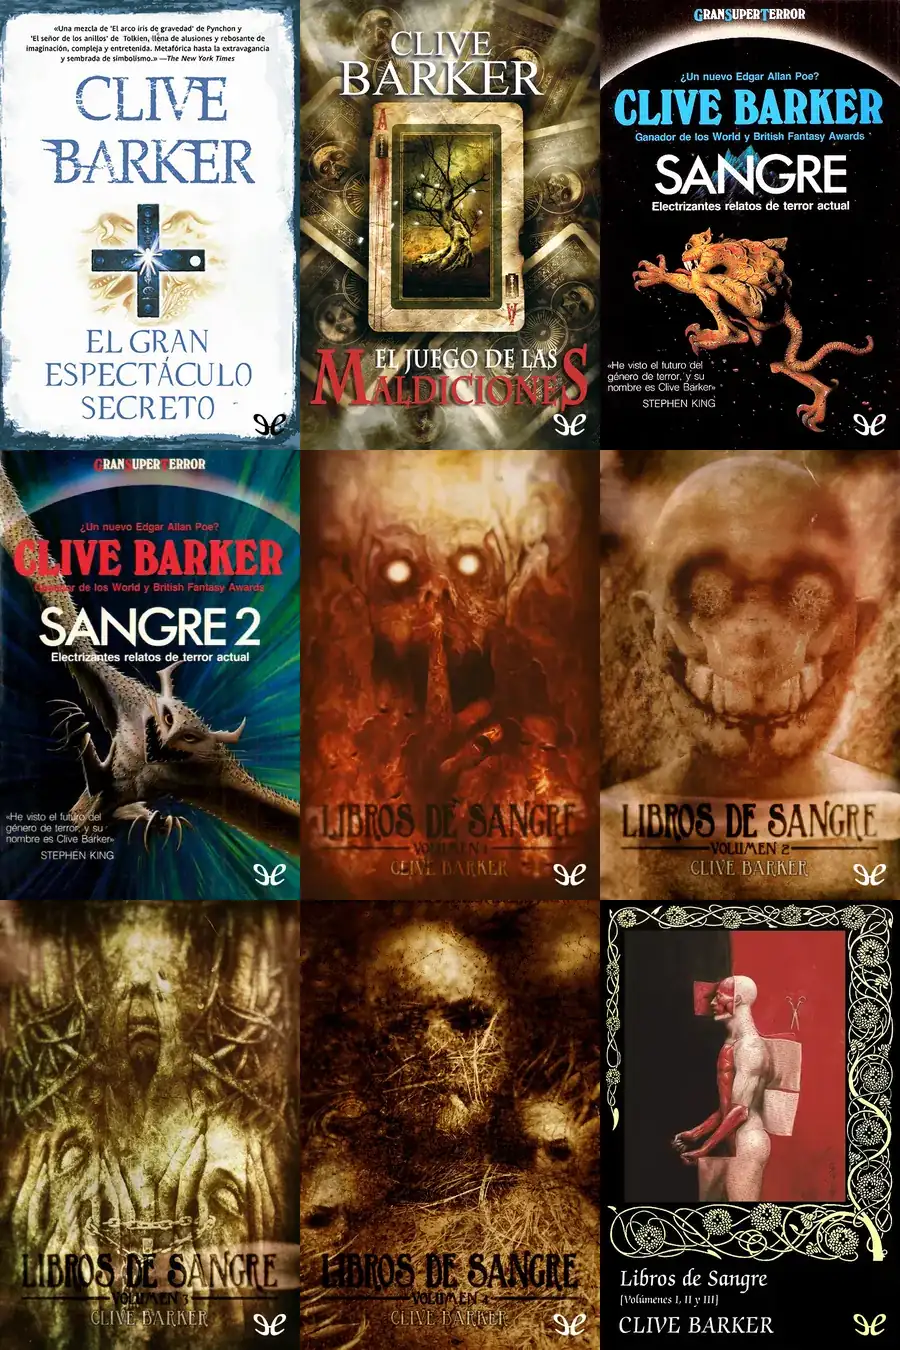 «Una mezcla de 'El arco iris de gravedad' de Pynchon y
'El señor de los anillos' de Tolkien, llena de alusiones y rebosante de
imaginación, compleja y entretenida. Metafórica hasta la extravagancia
y sembrada de simbolismo.» —The New York Times
CLIVE
BARKER
EL GRAN
ESPECTÁCULO
SECRETO
CLIVE
BARKER
A
A
EL JUEGO DE LAS
MALDICIONES
GRANSUPERTERROR
¿Un nuevo Edgar Allan Poe?
CLIVE BARKER
Ganador de los World y British Fantasy Awards
SANGRE
Electrizantes relatos de terror actual
«He visto el futuro del
género de terror, y su
nombre es Clive Barker»
STEPHEN KING
GRANSUPERTERROR
¿Un nuevo Edgar Allan Poe?
CLIVE BARKER
Ganador de los World y British Fantasy Awards
SANGRE 2
Electrizantes relatos de terror actual
«He visto el futuro del
género de terror, y su
nombre es Clive Barker»
STEPHEN KING
LIBROS DE SANGRE
VOLUMEN 1
CLIVE BARKER
LIBROS DE SANGRE
VOLUMEN 2
CLIVE BARKER
LIBROS DE SANGRE
VOLUMEN 3
CLIVE BARKER
LIBROS DE SANGRE
VOLUMEN 4
CLIVE BARKER
Libros de Sangre
[Volúmenes I, II y III]
CLIVE BARKER